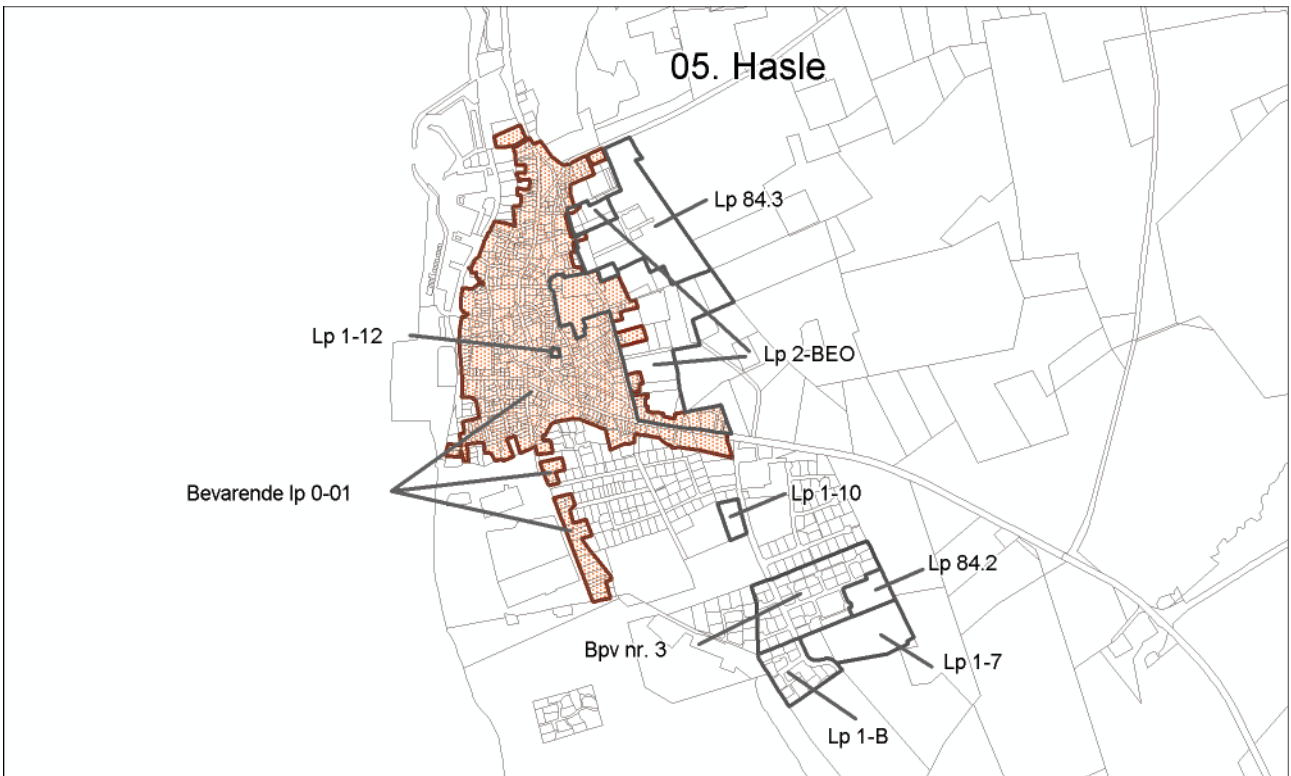 05. Hasle
Lp 84.3
Lp 1-12
Lp 2-BEO
Bevarende lp 0-01
Lp 1-10
Lp 84.2
Bpv nr. 3
Lp 1-7
Lp 1-B